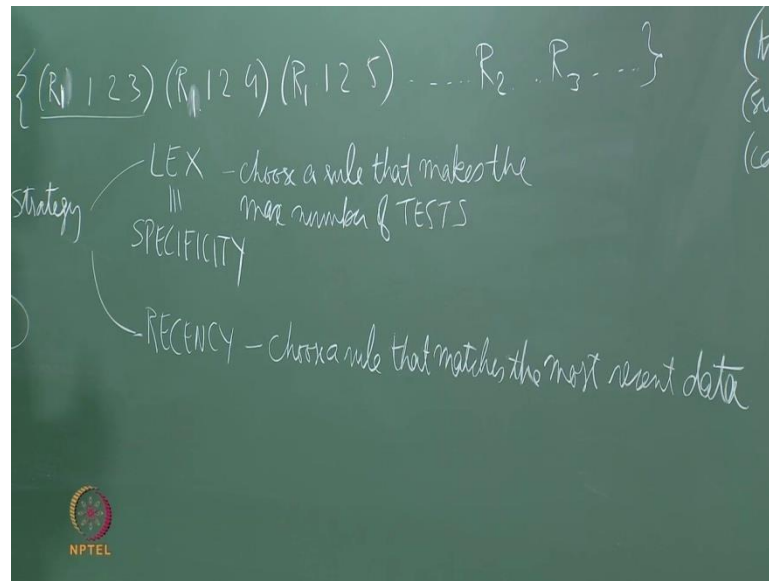 {(R1 1 2 3) (R1 1 2 4) (R1 1 2 5) ..... R2 .. R3 ... }
Strategy
LEX - choose a rule that makes the
max number of TESTS
|||
SPECIFICITY
RECENCY - choose a rule that matches the most recent data
NPTEL